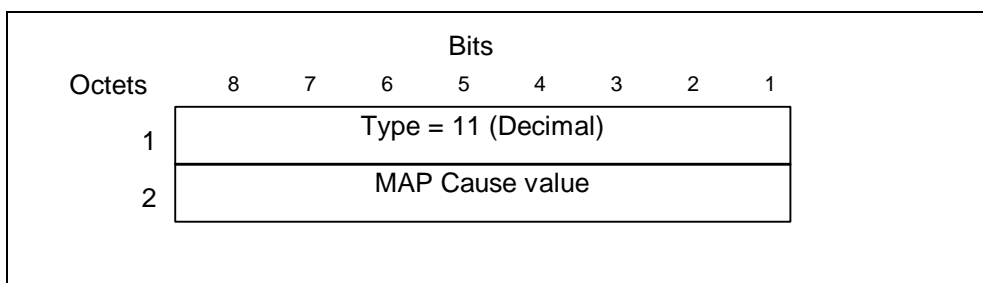 Bits
Octets 8 7 6 5 4 3 2 1
1 Type = 11 (Decimal)
2 MAP Cause value